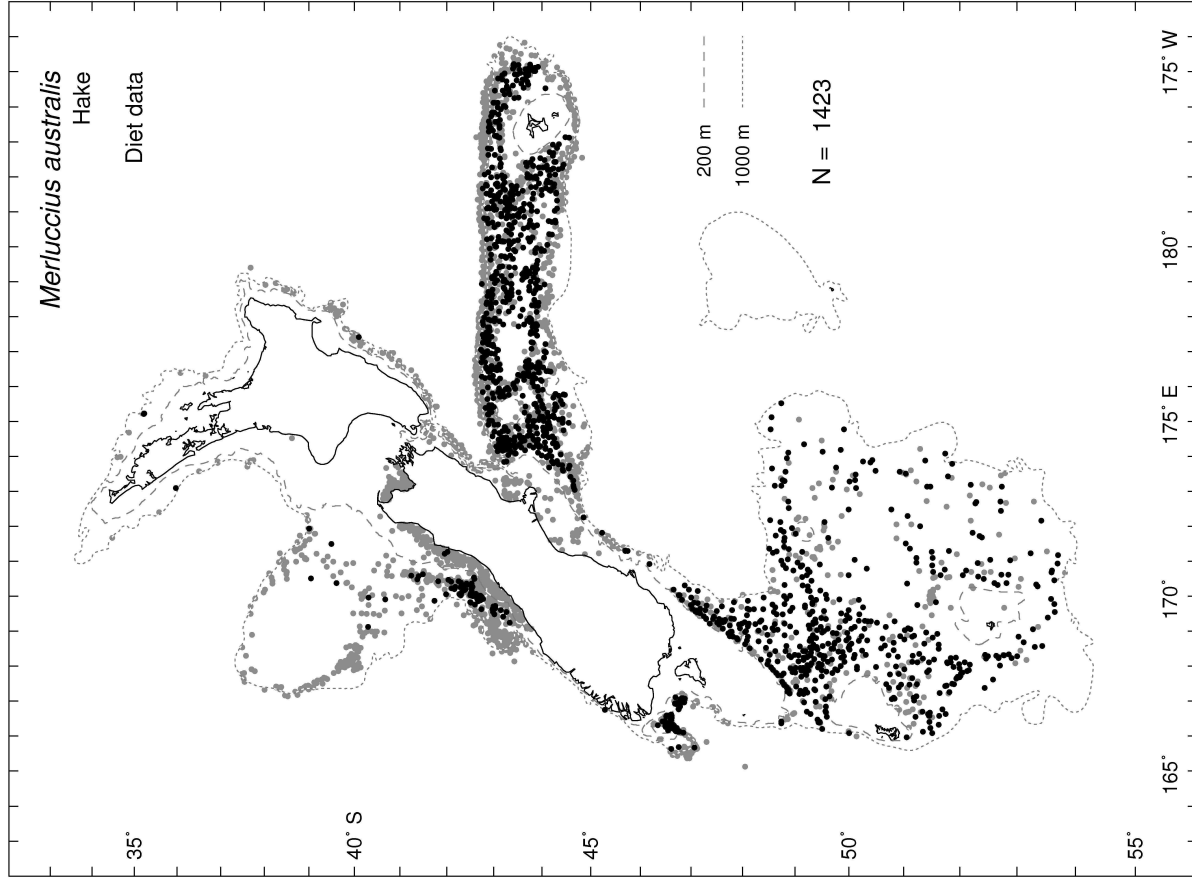 Merluccius australis
Hake
Diet data
200 m
1000 m
N = 1423
35°
40° S
45°
50°
55°
165°
170°
175° E
180°
175° W